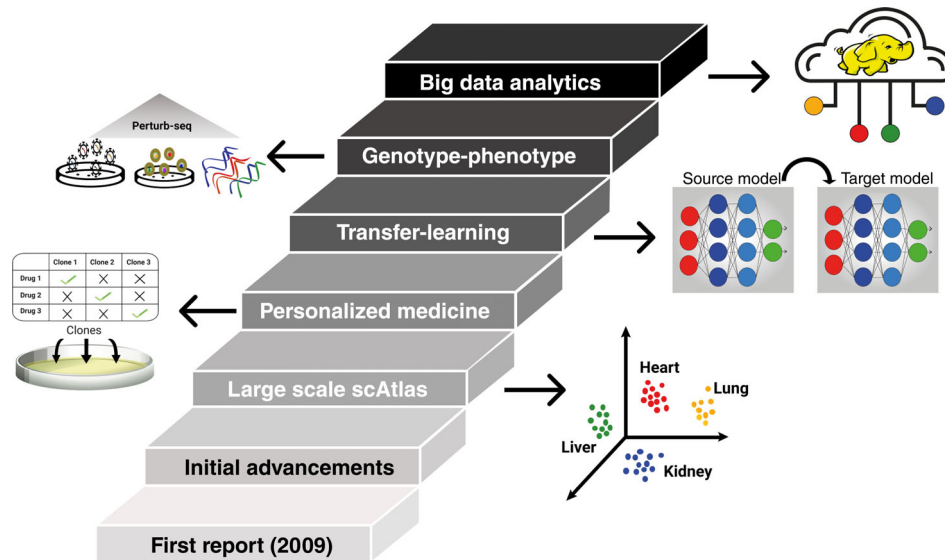 Big data analytics
Perturb-seq
Genotype-phenotype
Source model
Target model
Transfer-learning
Clone 1 Clone 2 Clone 3
Drug 1
Drug 2
Drug 3
Clones
Personalized medicine
Large scale scAtlas
Heart
Lung
Liver
Kidney
Initial advancements
First report (2009)